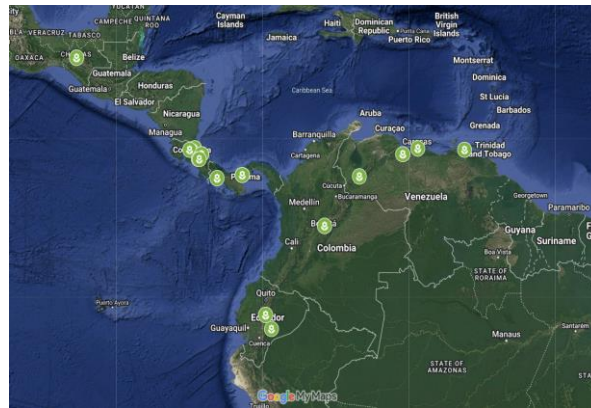 Cayman
Islands
Haiti
Dominican
Republic
British
Virgin
Islands
CAMPECHE
QUINTANA
ROO
VERACRUZ
TABASCO
OAXACA
Belize
Jamaica
Puerto Rico
Montserrat
Guatemala
Guatemala
Honduras
Dominica
El Salvador
Caribbean Sea
St Lucia
Barbados
Nicaragua
Aruba
Curaçao
Grenada
Managua
Barranquilla
Cartagena
Trinidad
and Tobago
Cucuta
Bucaramanga
Venezuela
Medellín
Georgetown
Paramaribo
Guyana
Suriname
Cali
Colombia
Boa Vista
STATE OF
RORAIMA
Quito
Puerto Ayora
Guayaquil
Cuenca
Manaus
Santarem
STATE OF
AMAZONAS
Google My Maps